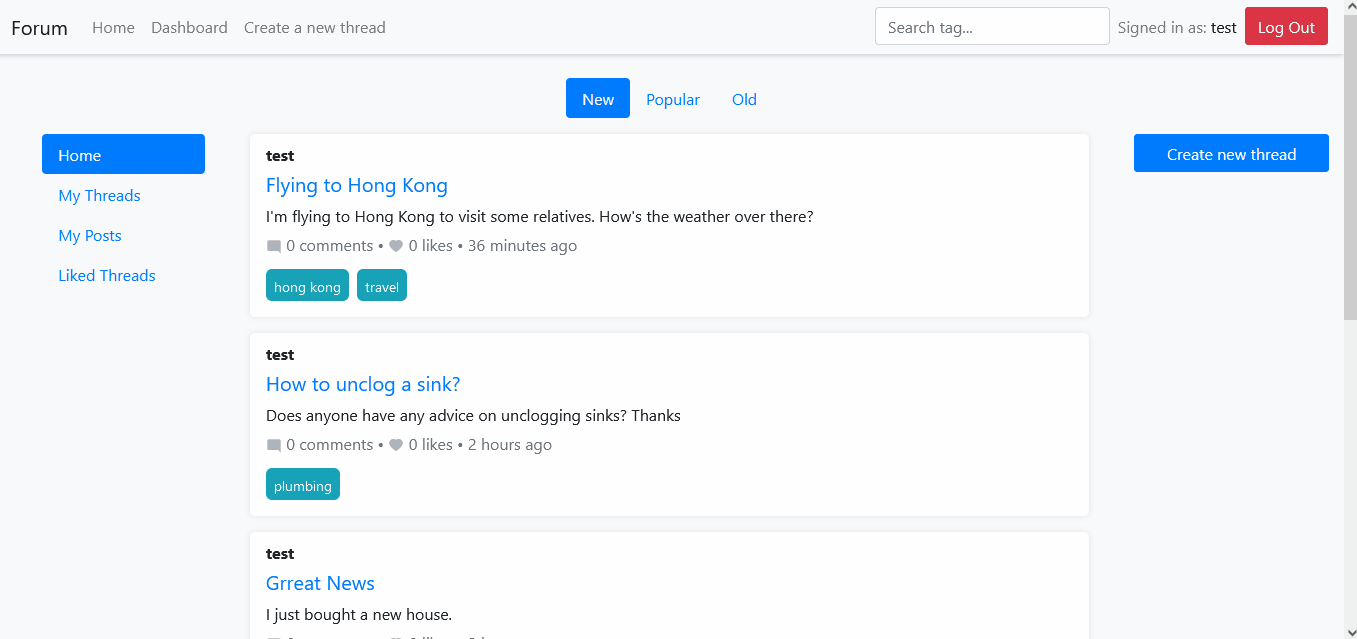 Forum Home Dashboard Create a new thread Search tag... Signed in as: test Log Out
New Popular Old
Home
My Threads
My Posts
Liked Threads
test
Flying to Hong Kong
I'm flying to Hong Kong to visit some relatives. How's the weather over there?
0 comments • 0 likes • 36 minutes ago
hong kong travel
test
How to unclog a sink?
Does anyone have any advice on unclogging sinks? Thanks
0 comments • 0 likes • 2 hours ago
plumbing
test
Grreat News
I just bought a new house.
Create new thread